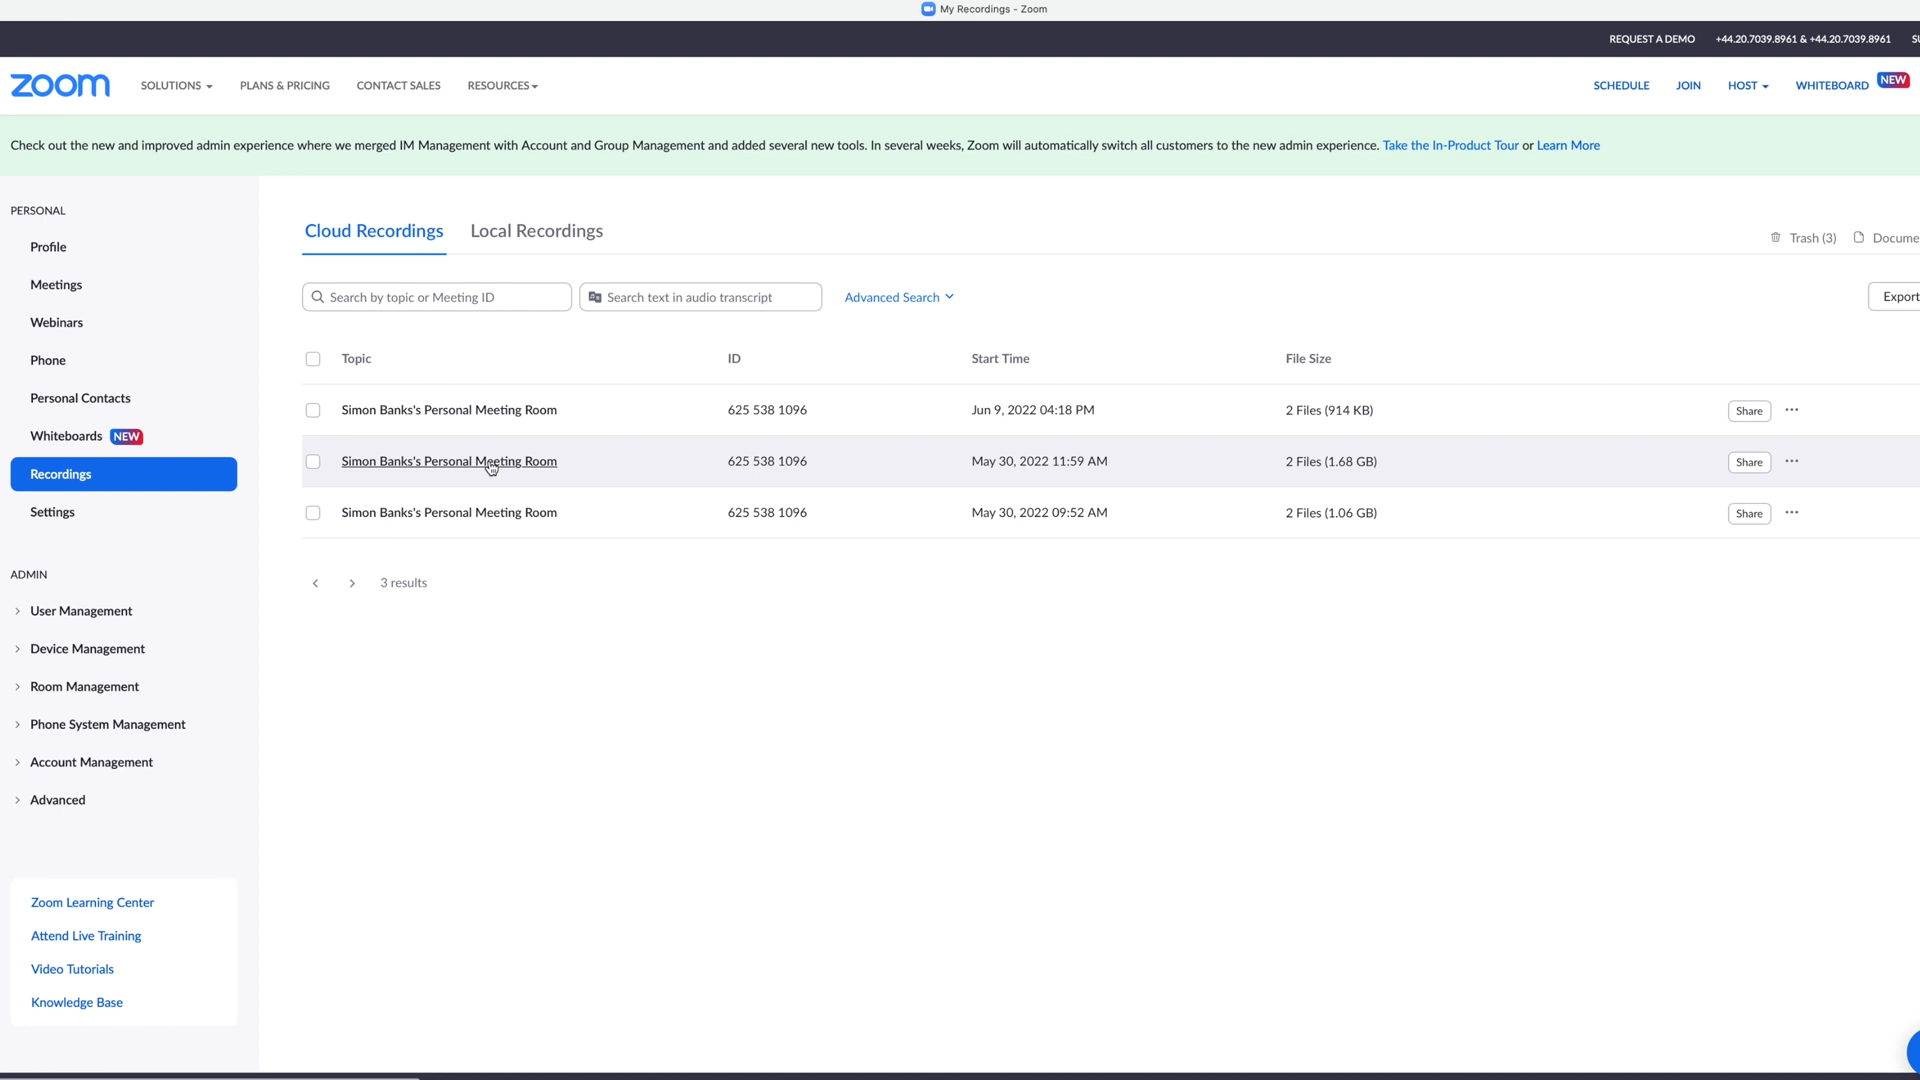 My Recordings - Zoom
REQUEST A DEMO +44.20.7039.8961 & +44.20.7039.8961
zoom SOLUTIONS PLANS & PRICING CONTACT SALES RESOURCES SCHEDULE JOIN HOST WHITEBOARD NEW
Check out the new and improved admin experience where we merged IM Management with Account and Group Management and added several new tools. In several weeks, Zoom will automatically switch all customers to the new admin experience. Take the In-Product Tour or Learn More
PERSONAL
Profile
Meetings
Webinars
Phone
Personal Contacts
Whiteboards NEW
Recordings
Settings
ADMIN
User Management
Device Management
Room Management
Phone System Management
Account Management
Advanced
Zoom Learning Center
Attend Live Training
Video Tutorials
Knowledge Base
Cloud Recordings Local Recordings
Trash (3) Docume
Search by topic or Meeting ID Search text in audio transcript Advanced Search Export
Topic ID Start Time File Size
Simon Banks's Personal Meeting Room 625 538 1096 Jun 9, 2022 04:18 PM 2 Files (914 KB) Share ...
Simon Banks's Personal Meeting Room 625 538 1096 May 30, 2022 11:59 AM 2 Files (1.68 GB) Share ...
Simon Banks's Personal Meeting Room 625 538 1096 May 30, 2022 09:52 AM 2 Files (1.06 GB) Share ...
3 results